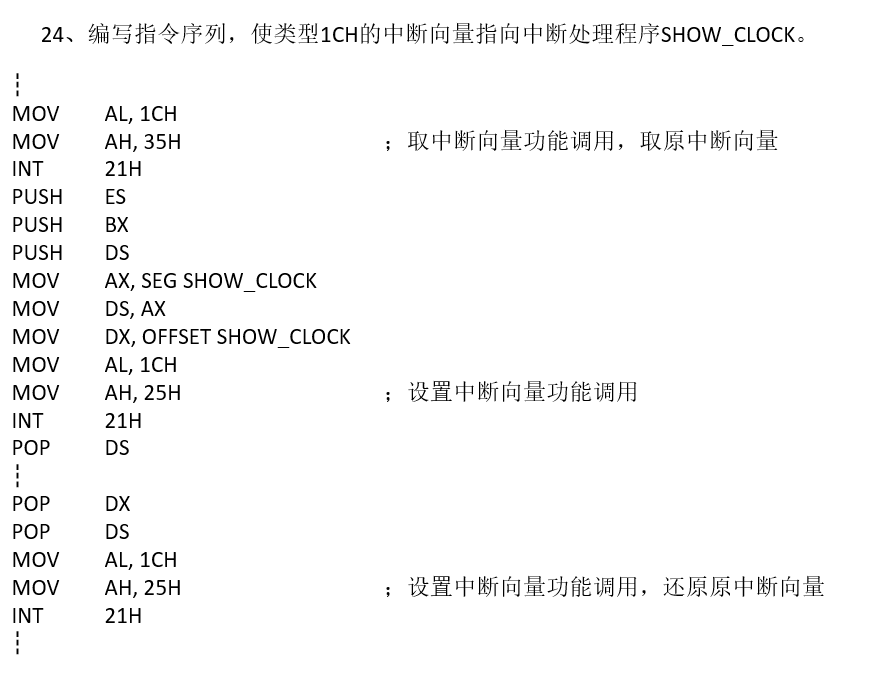 24、编写指令序列，使类型1CH的中断向量指向中断处理程序SHOW_CLOCK。
┇
MOV AL, 1CH
MOV AH, 35H ；取中断向量功能调用，取原中断向量
INT 21H
PUSH ES
PUSH BX
PUSH DS
MOV AX, SEG SHOW_CLOCK
MOV DS, AX
MOV DX, OFFSET SHOW_CLOCK
MOV AL, 1CH
MOV AH, 25H ；设置中断向量功能调用
INT 21H
POP DS
┇
POP DX
POP DS
MOV AL, 1CH
MOV AH, 25H ；设置中断向量功能调用，还原原中断向量
INT 21H
┇